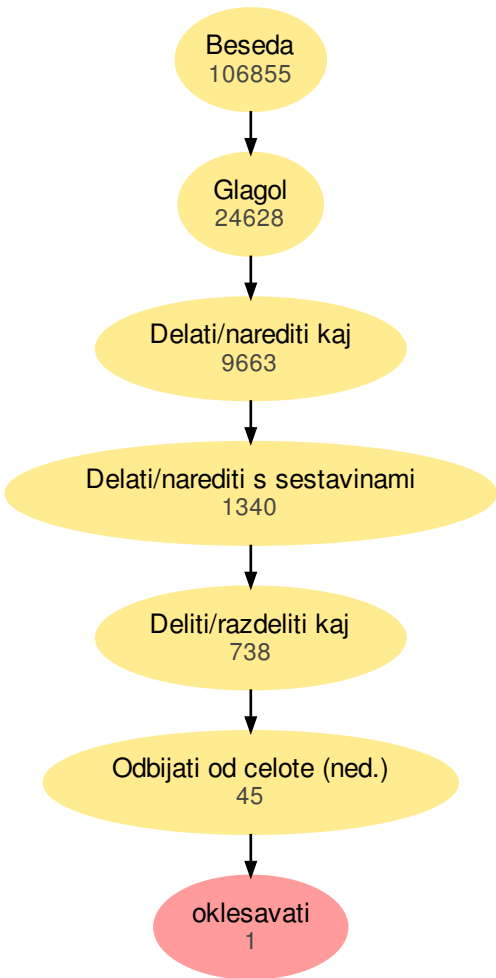 Beseda
106855
Glagol
24628
Delati/narediti kaj
9663
Delati/narediti s sestavinami
1340
Deliti/razdeliti kaj
738
Odbijati od celote (ned.)
45
oklesavati
1